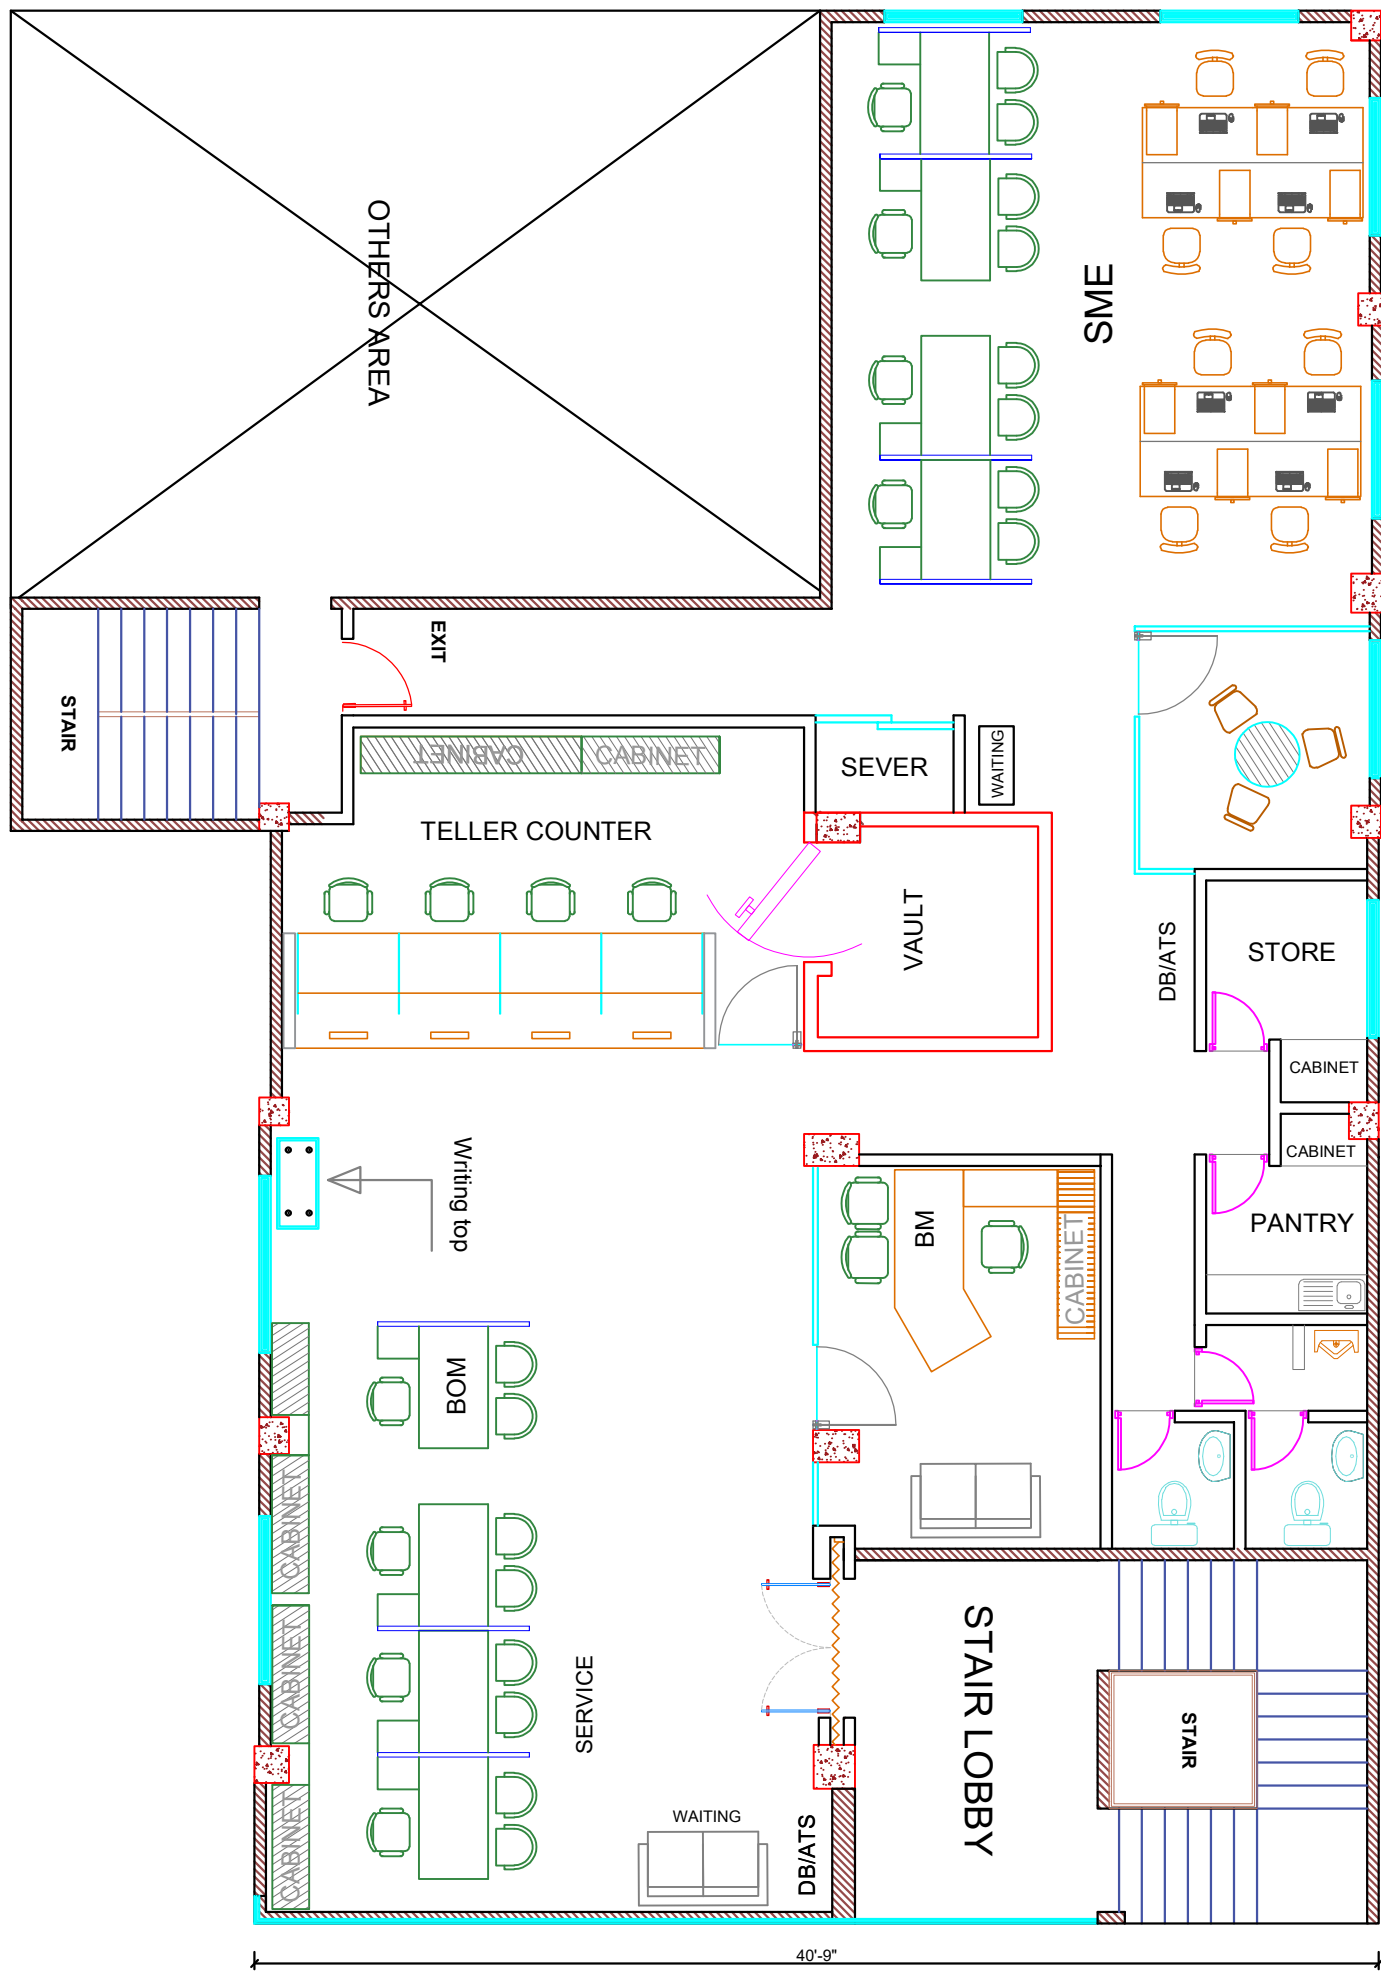 OTHERS AREA
SME
EXIT
STAIR
CABINET
CABINET
SEVER
WAITING
TELLER COUNTER
VAULT
DB/ATS
STORE
CABINET
CABINET
PANTRY
Writing top
BM
CABINET
BOM
CABINET
CABINET
CABINET
SERVICE
STAIR LOBBY
STAIR
WAITING
DB/ATS
40'-9"